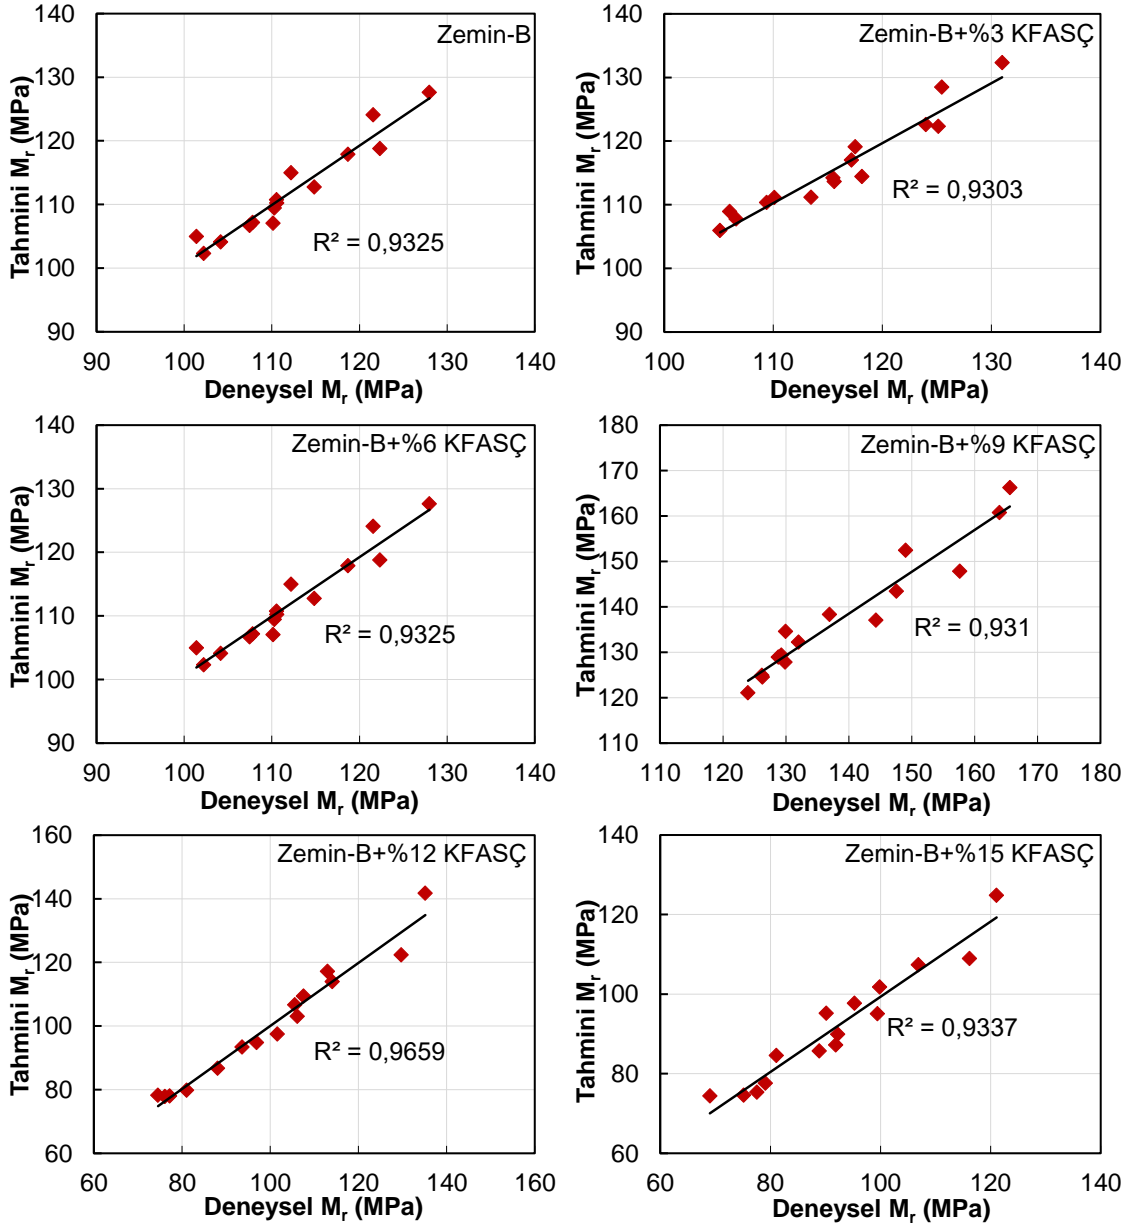 Zemin-B
Tahmini Mr (MPa)
140
130
120
110
100
90
R² = 0,9325
90 100 110 120 130 140
Deneysel Mr (MPa)
Zemin-B+%3 KFASÇ
Tahmini Mr (MPa)
140
130
120
110
100
90
R² = 0,9303
100 110 120 130 140
Deneysel Mr (MPa)
Zemin-B+%6 KFASÇ
Tahmini Mr (MPa)
140
130
120
110
100
90
R² = 0,9325
90 100 110 120 130 140
Deneysel Mr (MPa)
Zemin-B+%9 KFASÇ
Tahmini Mr (MPa)
180
170
160
150
140
130
120
110
R² = 0,931
110 120 130 140 150 160 170 180
Deneysel Mr (MPa)
Zemin-B+%12 KFASÇ
Tahmini Mr (MPa)
160
140
120
100
80
60
R² = 0,9659
60 80 100 120 140 160
Deneysel Mr (MPa)
Zemin-B+%15 KFASÇ
Tahmini Mr (MPa)
140
120
100
80
60
R² = 0,9337
60 80 100 120 140
Deneysel Mr (MPa)